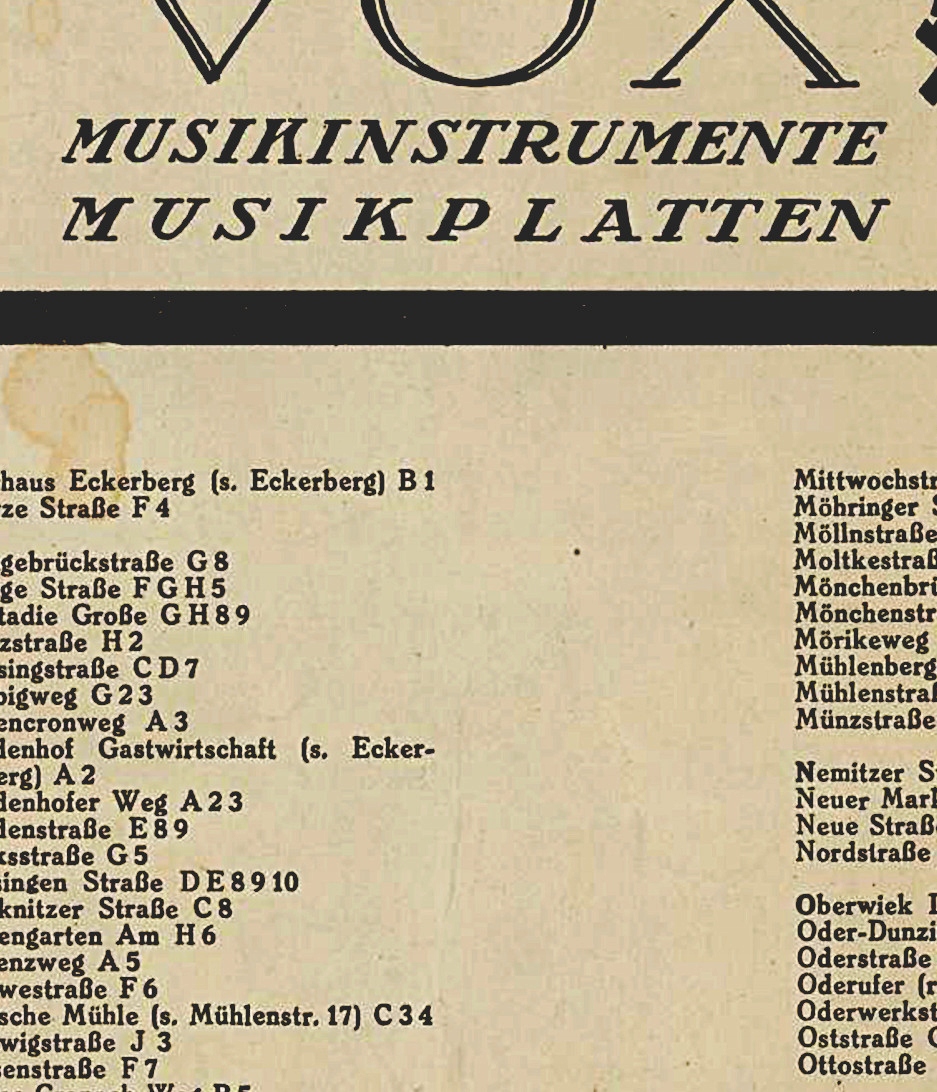 VOX
MUSIKINSTRUMENTE
MUSIKPLATTEN
haus Eckerberg (s. Eckerberg) B 1
ze Straße F 4
gebrückstraße G 8
ge Straße F G H 5
tadie Große G H 8 9
zstraße H 2
singstraße C D 7
bigweg G 2 3
encronweg A 3
denhof Gastwirtschaft (s. Ecker-
erg) A 2
denhofer Weg A 2 3
denstraße E 8 9
ksstraße G 5
singen Straße D E 8 9 10
knitzer Straße C 8
engarten Am H 6
enzweg A 5
westraße F 6
sche Mühle (s. Mühlenstr. 17) C 3 4
wigstraße J 3
senstraße F 7
Mittwochstr
Möhringer S
Möllnstraße
Moltkestraß
Mönchenbrü
Mönchenstr
Mörikeweg
Mühlenberg
Mühlenstraß
Münzstraße
Nemitzer S
Neuer Mark
Neue Straße
Nordstraße
Oberwiek
Oder-Dunzi
Oderstraße
Oderufer (r
Oderwerkst
Oststraße
Ottostraße